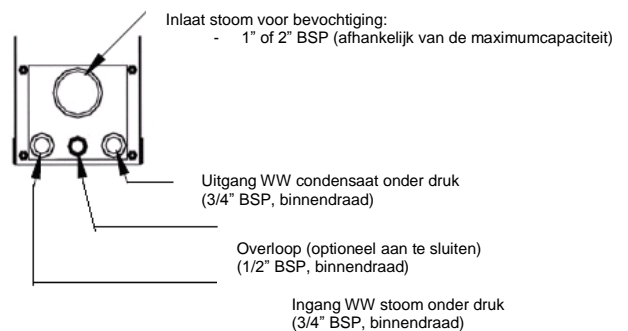 Inlaat stoom voor bevochtiging:
- 1” of 2” BSP (afhankelijk van de maximumcapaciteit)
Uitgang WW condensaat onder druk
(3/4” BSP, binnendraad)
Overloop (optioneel aan te sluiten)
(1/2” BSP, binnendraad)
Ingang WW stoom onder druk
(3/4” BSP, binnendraad)